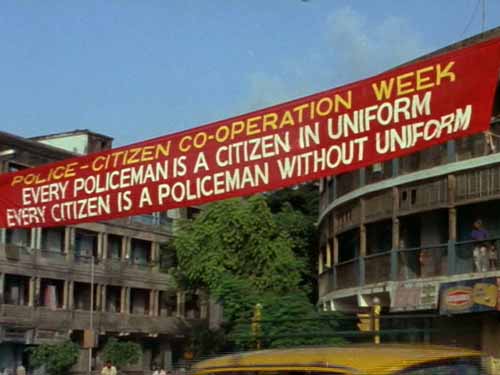 POLICE-CITIZEN CO-OPERATION WEEK
EVERY POLICEMAN IS A CITIZEN IN UNIFORM
EVERY CITIZEN IS A POLICEMAN WITHOUT UNIFORM